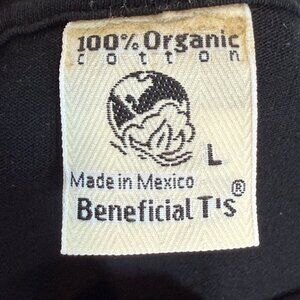 100% Organic
cotton
L
Made in Mexico
Beneficial T's®